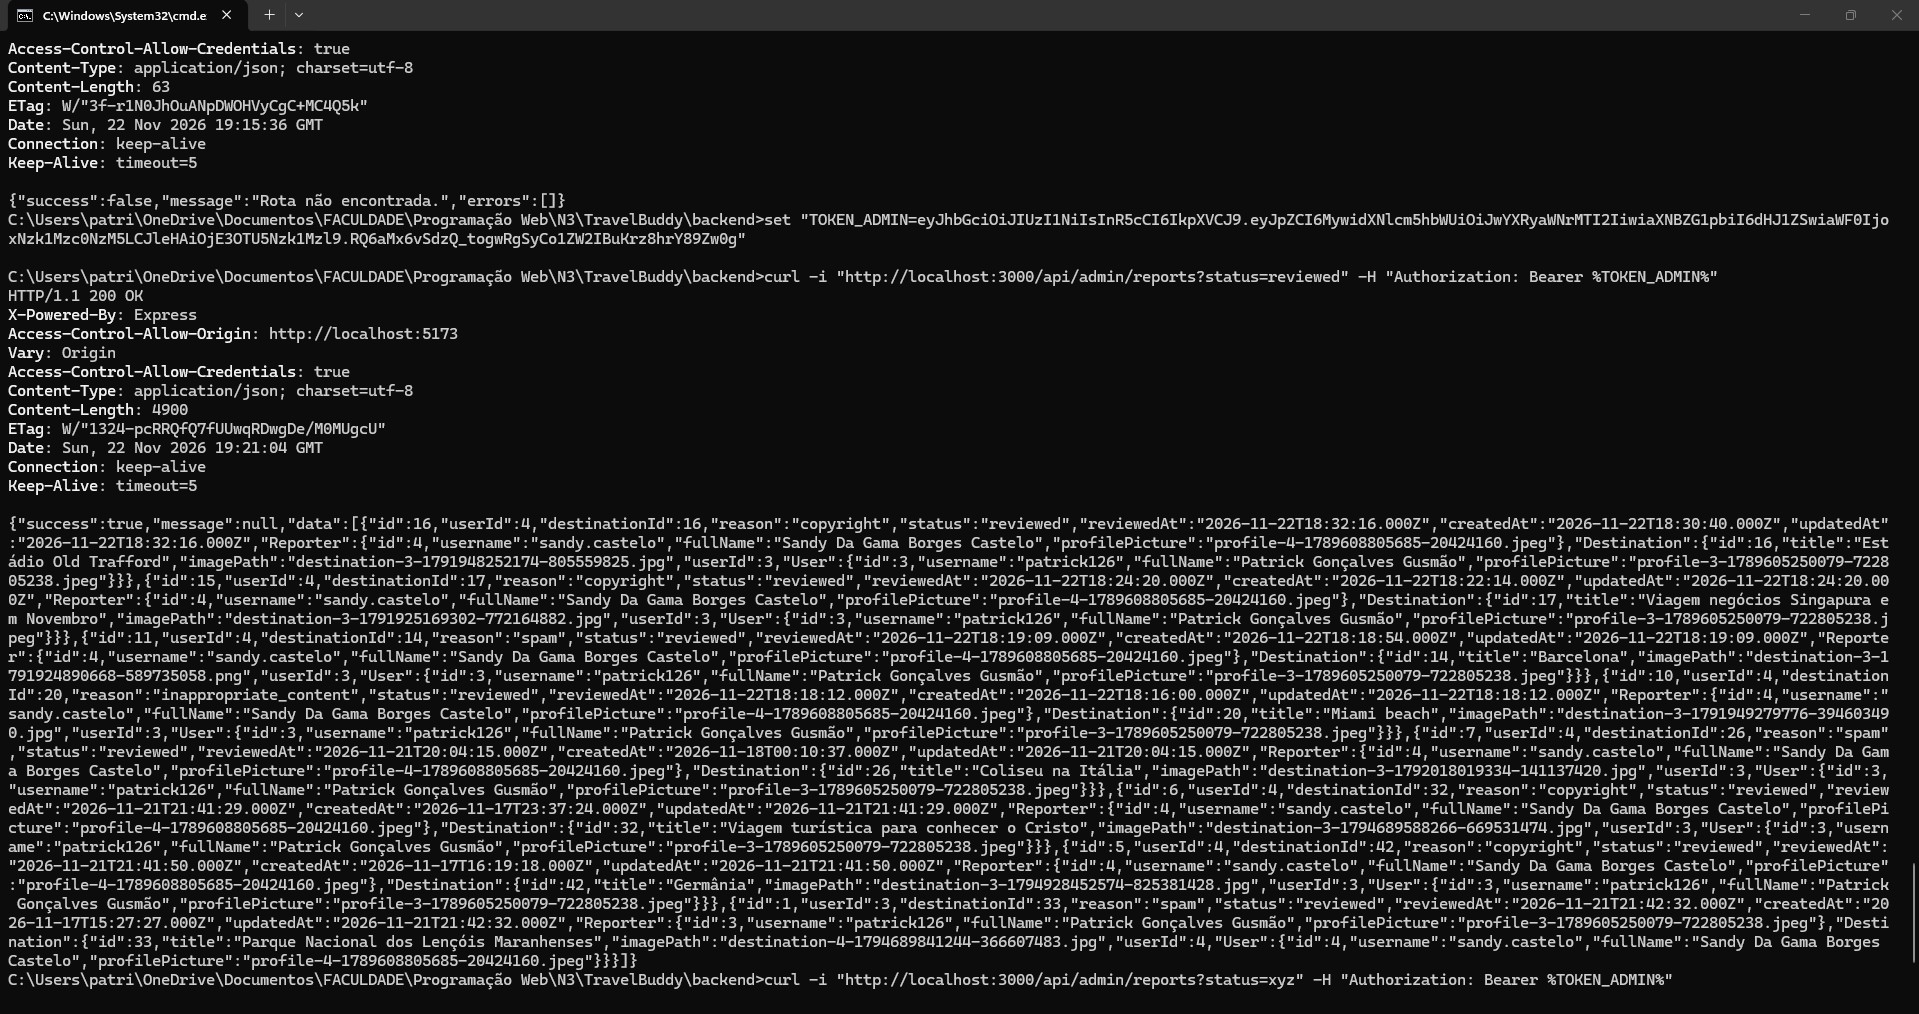 C:\Windows\System32\cmd.e
Access-Control-Allow-Credentials: true
Content-Type: application/json; charset=utf-8
Content-Length: 63
ETag: W/"3f-r1N0JhOuANpDWOHVyCgC+MC4Q5k"
Date: Sun, 22 Nov 2026 19:15:36 GMT
Connection: keep-alive
Keep-Alive: timeout=5
{"success":false,"message":"Rota não encontrada.","errors":[]}
C:\Users\patri\OneDrive\Documentos\FACULDADE\Programação Web\N3\TravelBuddy\backend>set "TOKEN_ADMIN=eyJhbGciOiJIUzI1NiIsInR5cCI6IkpXVCJ9.eyJpZCI6MywidXNlcm5hbWUiOiJwYXRyaWNrMTI2IiwiaXNBZG1pbiI6dHJ1ZSwiaWF0Ijo
xNzk1Mzc0NzM5LCJleHAiOjE3OTU5Nzk1Mzl9.RQ6aMx6vSdzQ_togwRgSyCo1ZW2IBuKrz8hrY89Zw0g"
C:\Users\patri\OneDrive\Documentos\FACULDADE\Programação Web\N3\TravelBuddy\backend>curl -i "http://localhost:3000/api/admin/reports?status=reviewed" -H "Authorization: Bearer %TOKEN_ADMIN%"
HTTP/1.1 200 OK
X-Powered-By: Express
Access-Control-Allow-Origin: http://localhost:5173
Vary: Origin
Access-Control-Allow-Credentials: true
Content-Type: application/json; charset=utf-8
Content-Length: 4900
ETag: W/"1324-pcRRQfQ7fUUwqRDwgDe/M0MUgcU"
Date: Sun, 22 Nov 2026 19:21:04 GMT
Connection: keep-alive
Keep-Alive: timeout=5
{"success":true,"message":null,"data":[{"id":16,"userId":4,"destinationId":16,"reason":"copyright","status":"reviewed","reviewedAt":"2026-11-22T18:32:16.000Z","createdAt":"2026-11-22T18:30:40.000Z","updatedAt"
:"2026-11-22T18:32:16.000Z","Reporter":{"id":4,"username":"sandy.castelo","fullName":"Sandy Da Gama Borges Castelo","profilePicture":"profile-4-1789608805685-20424160.jpeg"},"Destination":{"id":16,"title":"Est
ádio Old Trafford","imagePath":"destination-3-1791948252174-805559825.jpg","userId":3,"User":{"id":3,"username":"patrick126","fullName":"Patrick Gonçalves Gusmão","profilePicture":"profile-3-1789605250079-7228
05238.jpeg"}}},{"id":15,"userId":4,"destinationId":17,"reason":"copyright","status":"reviewed","reviewedAt":"2026-11-22T18:24:20.000Z","createdAt":"2026-11-22T18:22:14.000Z","updatedAt":"2026-11-22T18:24:20.00
0Z","Reporter":{"id":4,"username":"sandy.castelo","fullName":"Sandy Da Gama Borges Castelo","profilePicture":"profile-4-1789608805685-20424160.jpeg"},"Destination":{"id":17,"title":"Viagem negócios Singapura e
m Novembro","imagePath":"destination-3-1791925169302-772164882.jpg","userId":3,"User":{"id":3,"username":"patrick126","fullName":"Patrick Gonçalves Gusmão","profilePicture":"profile-3-1789605250079-722805238.j
peg"}}},{"id":11,"userId":4,"destinationId":14,"reason":"spam","status":"reviewed","reviewedAt":"2026-11-22T18:19:09.000Z","createdAt":"2026-11-22T18:18:54.000Z","updatedAt":"2026-11-22T18:19:09.000Z","Reporte
r":{"id":4,"username":"sandy.castelo","fullName":"Sandy Da Gama Borges Castelo","profilePicture":"profile-4-1789608805685-20424160.jpeg"},"Destination":{"id":14,"title":"Barcelona","imagePath":"destination-3-1
791924890668-589735058.png","userId":3,"User":{"id":3,"username":"patrick126","fullName":"Patrick Gonçalves Gusmão","profilePicture":"profile-3-1789605250079-722805238.jpeg"}}},{"id":10,"userId":4,"destination
Id":20,"reason":"inappropriate_content","status":"reviewed","reviewedAt":"2026-11-22T18:18:12.000Z","createdAt":"2026-11-22T18:16:00.000Z","updatedAt":"2026-11-22T18:18:12.000Z","Reporter":{"id":4,"username":"
sandy.castelo","fullName":"Sandy Da Gama Borges Castelo","profilePicture":"profile-4-1789608805685-20424160.jpeg"},"Destination":{"id":20,"title":"Miami beach","imagePath":"destination-3-1791949279776-39460349
0.jpg","userId":3,"User":{"id":3,"username":"patrick126","fullName":"Patrick Gonçalves Gusmão","profilePicture":"profile-3-1789605250079-722805238.jpeg"}}},{"id":7,"userId":4,"destinationId":26,"reason":"spam"
,"status":"reviewed","reviewedAt":"2026-11-21T20:04:15.000Z","createdAt":"2026-11-18T00:10:37.000Z","updatedAt":"2026-11-21T20:04:15.000Z","Reporter":{"id":4,"username":"sandy.castelo","fullName":"Sandy Da Gam
a Borges Castelo","profilePicture":"profile-4-1789608805685-20424160.jpeg"},"Destination":{"id":26,"title":"Coliseu na Itália","imagePath":"destination-3-1792018019334-141137420.jpg","userId":3,"User":{"id":3,
"username":"patrick126","fullName":"Patrick Gonçalves Gusmão","profilePicture":"profile-3-1789605250079-722805238.jpeg"}}},{"id":6,"userId":4,"destinationId":32,"reason":"copyright","status":"reviewed","review
edAt":"2026-11-21T21:41:29.000Z","createdAt":"2026-11-17T23:37:24.000Z","updatedAt":"2026-11-21T21:41:29.000Z","Reporter":{"id":4,"username":"sandy.castelo","fullName":"Sandy Da Gama Borges Castelo","profilePi
cture":"profile-4-1789608805685-20424160.jpeg"},"Destination":{"id":32,"title":"Viagem turística para conhecer o Cristo","imagePath":"destination-3-1794689588266-669531474.jpg","userId":3,"User":{"id":3,"usern
ame":"patrick126","fullName":"Patrick Gonçalves Gusmão","profilePicture":"profile-3-1789605250079-722805238.jpeg"}}},{"id":5,"userId":4,"destinationId":42,"reason":"copyright","status":"reviewed","reviewedAt":
"2026-11-21T21:41:50.000Z","createdAt":"2026-11-17T16:19:18.000Z","updatedAt":"2026-11-21T21:41:50.000Z","Reporter":{"id":4,"username":"sandy.castelo","fullName":"Sandy Da Gama Borges Castelo","profilePicture"
:"profile-4-1789608805685-20424160.jpeg"},"Destination":{"id":42,"title":"Germânia","imagePath":"destination-3-1794928452574-825381428.jpg","userId":3,"User":{"id":3,"username":"patrick126","fullName":"Patrick
 Gonçalves Gusmão","profilePicture":"profile-3-1789605250079-722805238.jpeg"}}},{"id":1,"userId":3,"destinationId":33,"reason":"spam","status":"reviewed","reviewedAt":"2026-11-21T21:42:32.000Z","createdAt":"20
26-11-17T15:27:27.000Z","updatedAt":"2026-11-21T21:42:32.000Z","Reporter":{"id":3,"username":"patrick126","fullName":"Patrick Gonçalves Gusmão","profilePicture":"profile-3-1789605250079-722805238.jpeg"},"Desti
nation":{"id":33,"title":"Parque Nacional dos Lençóis Maranhenses","imagePath":"destination-4-1794689841244-366607483.jpg","userId":4,"User":{"id":4,"username":"sandy.castelo","fullName":"Sandy Da Gama Borges 
Castelo","profilePicture":"profile-4-1789608805685-20424160.jpeg"}}}]}
C:\Users\patri\OneDrive\Documentos\FACULDADE\Programação Web\N3\TravelBuddy\backend>curl -i "http://localhost:3000/api/admin/reports?status=xyz" -H "Authorization: Bearer %TOKEN_ADMIN%"